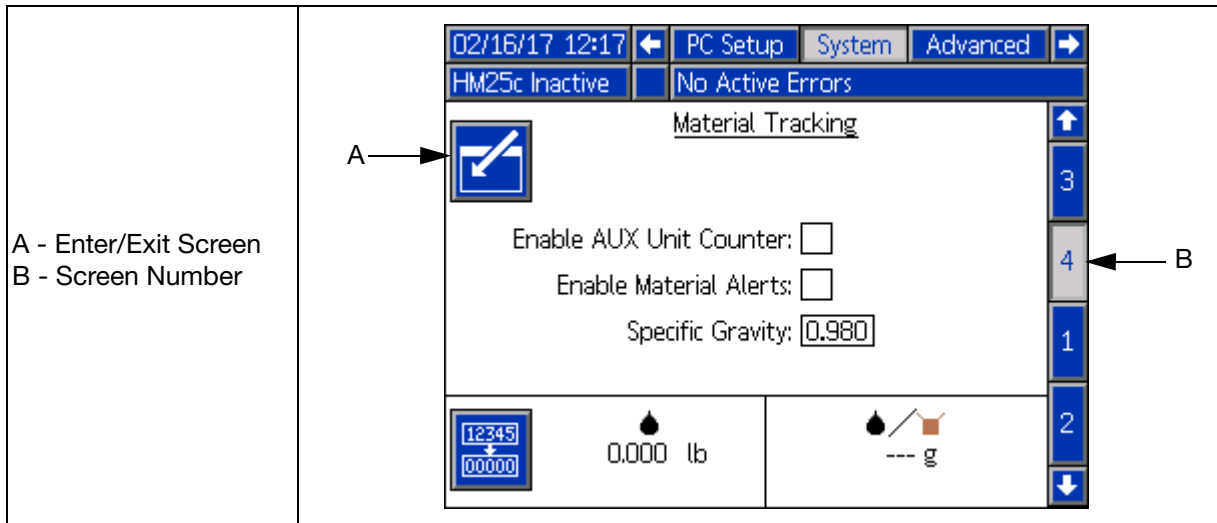 A - Enter/Exit Screen
B - Screen Number
02/16/17 12:17 PC Setup System Advanced
HM25c Inactive No Active Errors
Material Tracking
A
3
Enable AUX Unit Counter:
4
B
Enable Material Alerts:
Specific Gravity: 0.980
1
12345
00000
0.000 lb
--- g
2